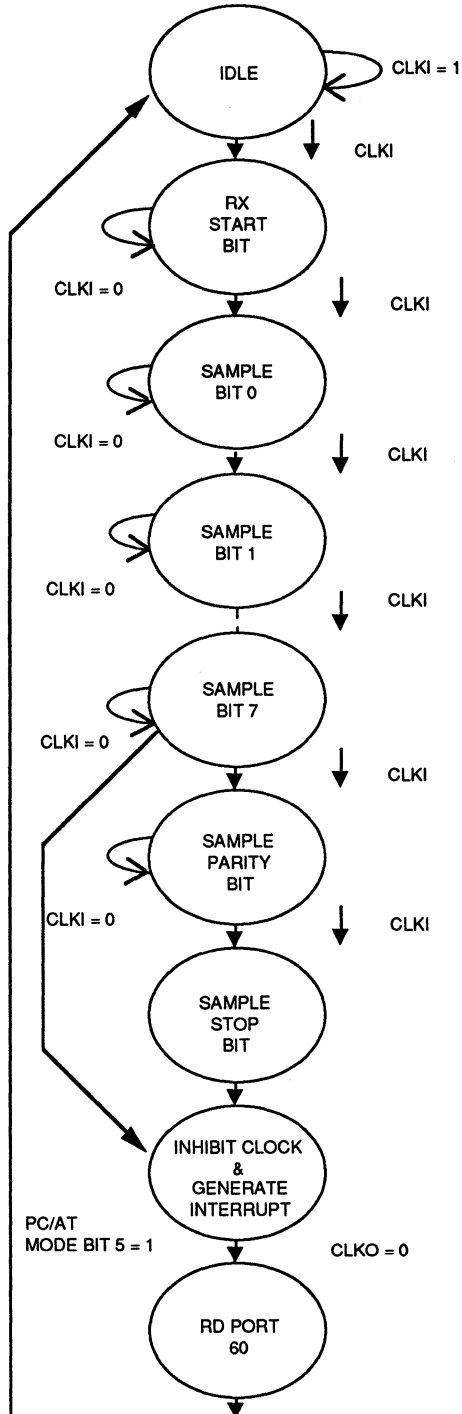 IDLE
CLKI = 1
CLKI
RX
START
BIT
CLKI = 0
CLKI
SAMPLE
BIT 0
CLKI = 0
CLKI
SAMPLE
BIT 1
CLKI = 0
CLKI
SAMPLE
BIT 7
CLKI = 0
CLKI
SAMPLE
PARITY
BIT
CLKI = 0
CLKI
SAMPLE
STOP
BIT
INHIBIT CLOCK
&
GENERATE
INTERRUPT
PC/AT
MODE BIT 5 = 1
CLKO = 0
RD PORT
60